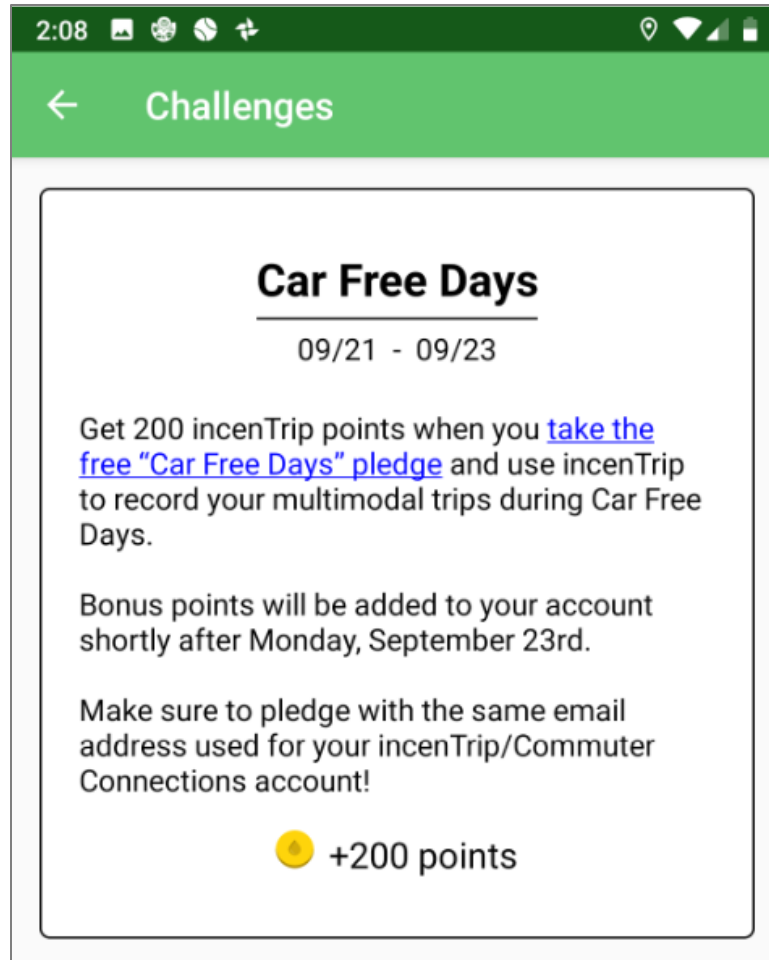 2:08
Challenges
Car Free Days
09/21 - 09/23
Get 200 incenTrip points when you take the
free “Car Free Days” pledge and use incenTrip
to record your multimodal trips during Car Free
Days.
Bonus points will be added to your account
shortly after Monday, September 23rd.
Make sure to pledge with the same email
address used for your incenTrip/Commuter
Connections account!
+200 points